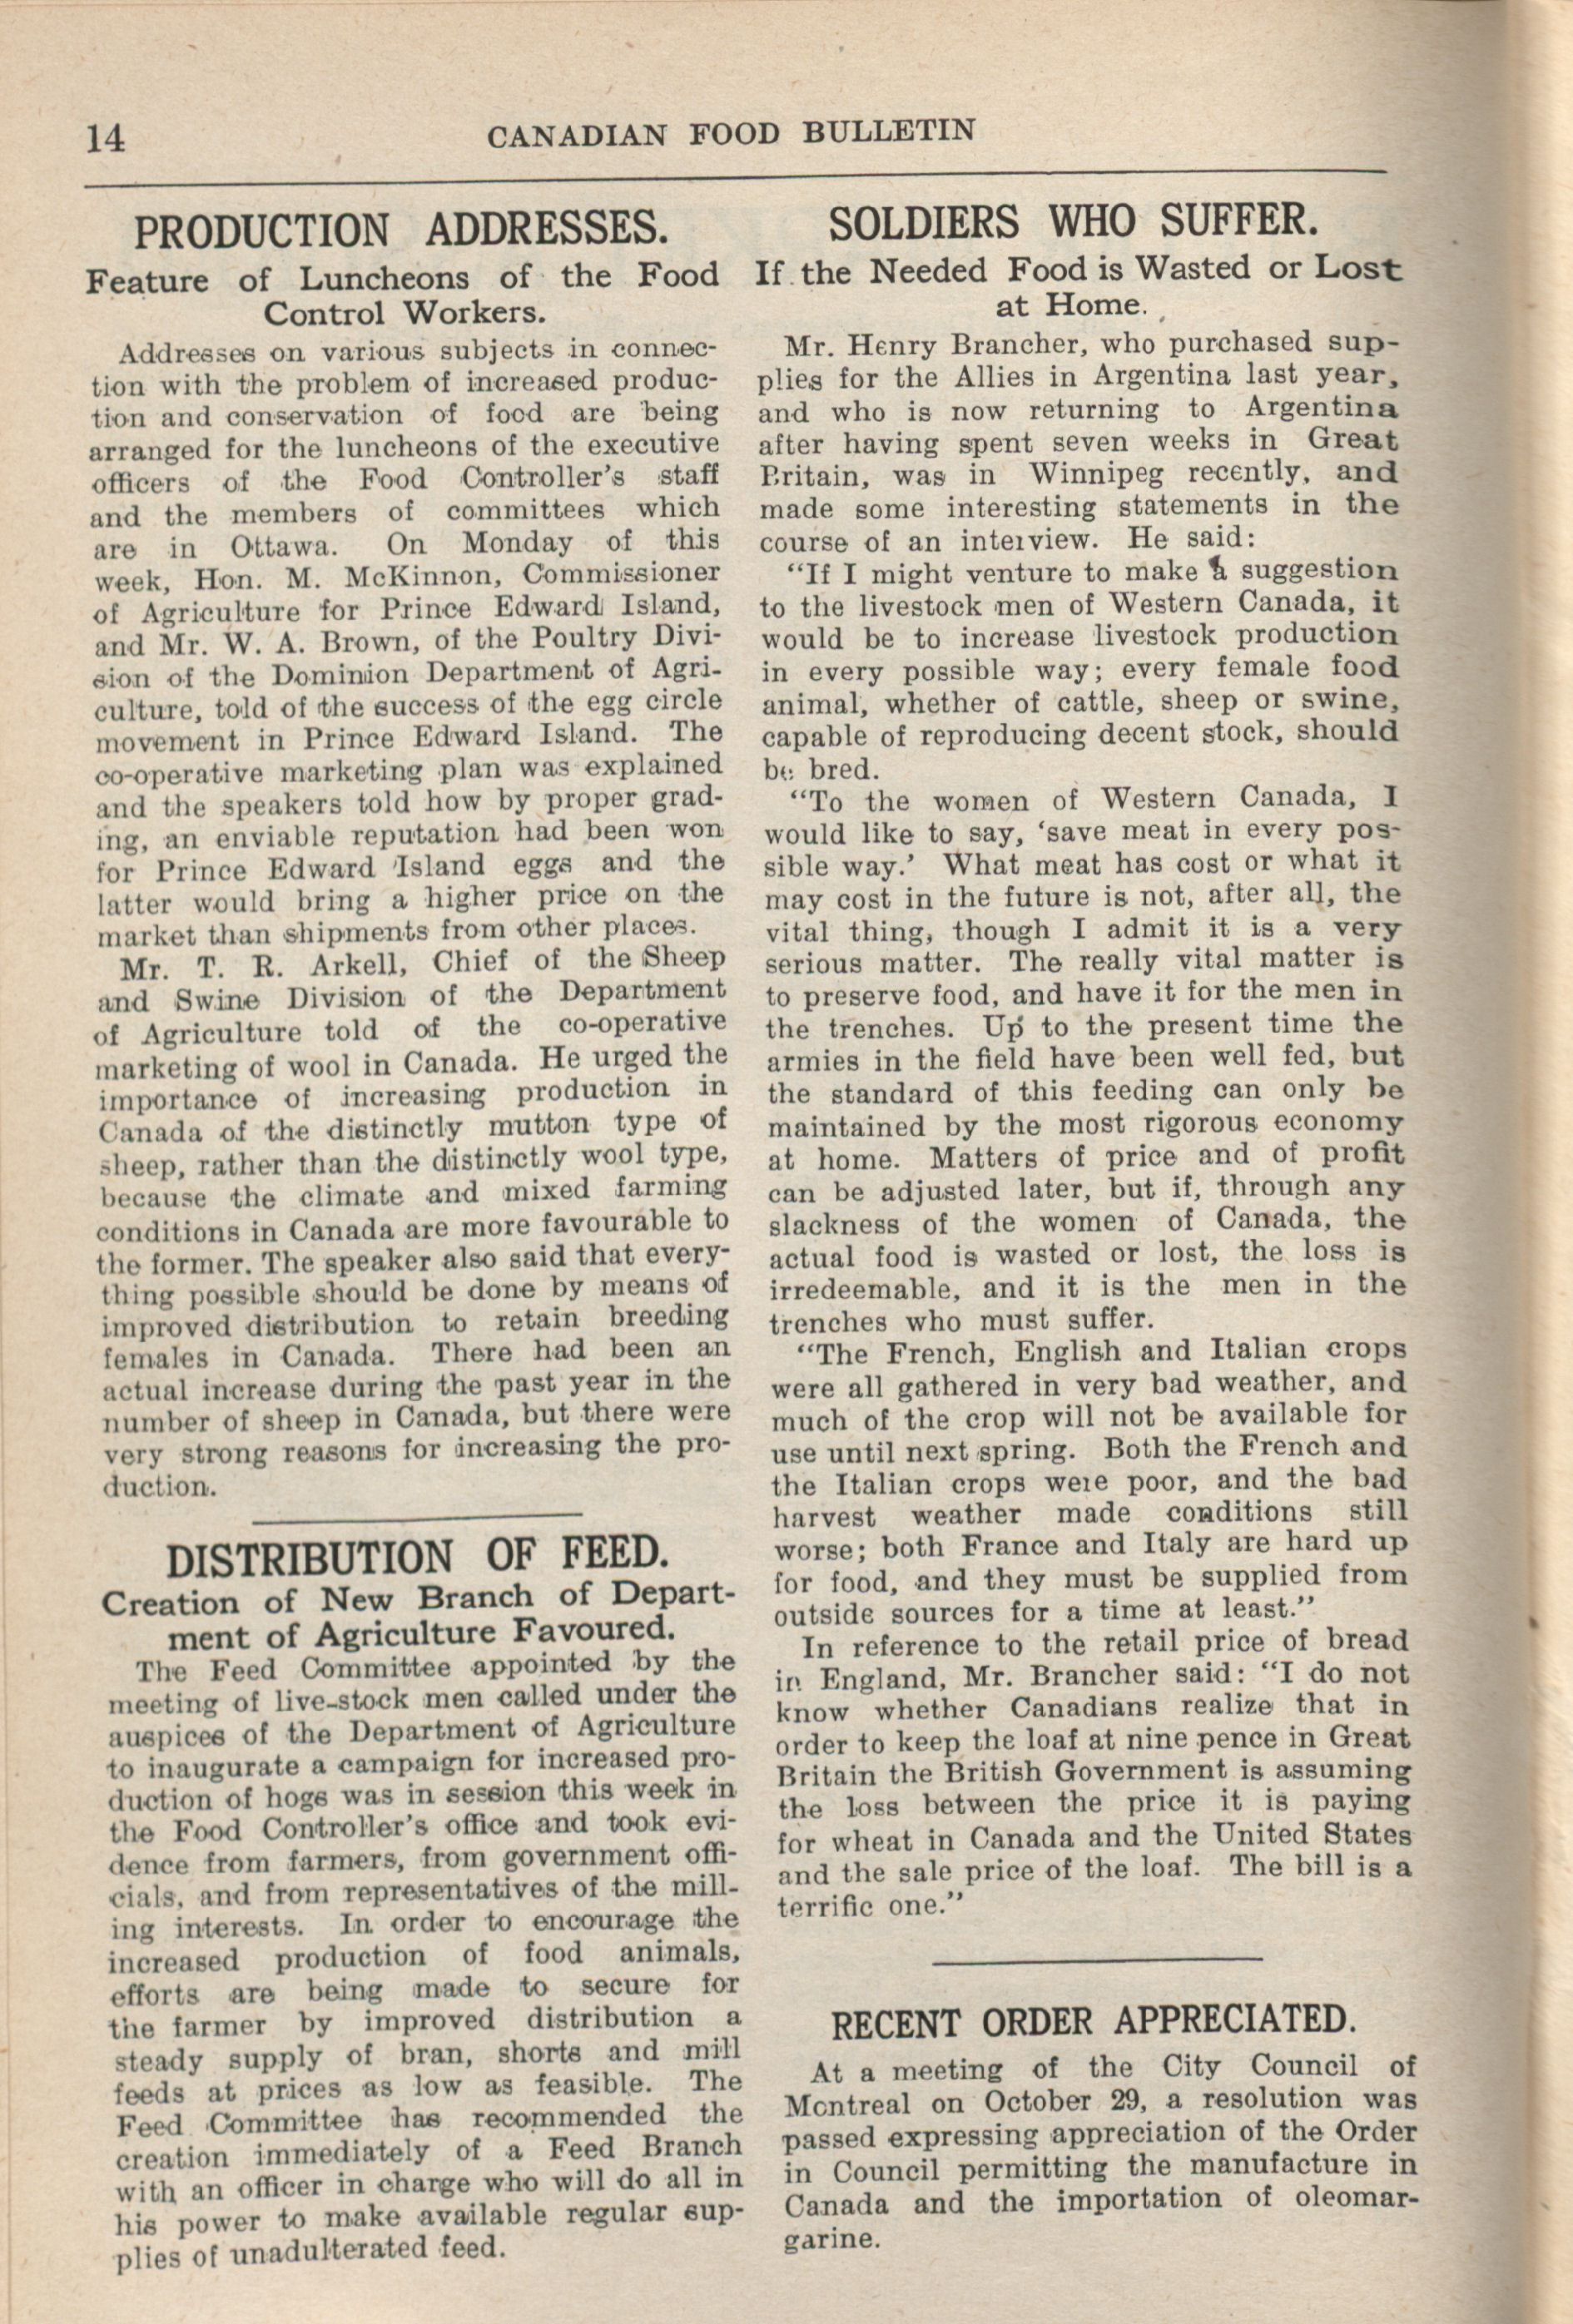 14
CANADIAN FOOD BULLETIN
PRODUCTION ADDRESSES.
Feature of Luncheons of the Food
Control Workers.
Addresses on various subjects in connec-
tion with the problem of increased produc-
tion and conservation of food are being
arranged for the luncheons of the executive
officers of the Food Controller's staff
and the members of committees which
are in Ottawa. On Monday of this
week, Hon. M. McKinnon, Commissioner
of Agriculture for Prince Edward Island,
and Mr. W. A. Brown, of the Poultry Divi-
sion of the Dominion Department of Agri-
culture, told of the success of the egg circle
movement in Prince Edward Island. The
co-operative marketing plan was explained
and the speakers told how by proper grad-
ing, an enviable reputation had been won
for Prince Edward Island eggs and the
latter would bring a higher price on the
market than shipments from other places.
Mr. T. R. Arkell, Chief of the Sheep
and Swine Division of the Department
of Agriculture told of the co-operative
marketing of wool in Canada. He urged the
importance of increasing production in
Canada of the distinctly mutton type of
sheep, rather than the distinctly wool type,
because the climate and mixed farming
conditions in Canada are more favourable to
the former. The speaker also said that every-
thing possible should be done by means of
improved distribution to retain breeding
females in Canada. There had been an
actual increase during the past year in the
number of sheep in Canada, but there were
very strong reasons for increasing the pro-
duction.
DISTRIBUTION OF FEED.
Creation of New Branch of Depart-
ment of Agriculture Favoured.
The Feed Committee appointed by the
meeting of live-stock men called under the
auspices of the Department of Agriculture
to inaugurate a campaign for increased pro-
duction of hogs was in session this week in
the Food Controller's office and took evi-
dence from farmers, from government offi-
cials, and from representatives of the mill-
ing interests. In order to encourage the
increased production of food animals,
efforts are being made to secure for
the farmer by improved distribution a
steady supply of bran, shorts and mill
feeds at prices as low as feasible. The
Feed Committee has recommended the
creation immediately of a Feed Branch
with an officer in charge who will do all in
his power to make available regular sup-
plies of unadulterated feed.
SOLDIERS WHO SUFFER.
If the Needed Food is Wasted or Lost
at Home.
Mr. Henry Brancher, who purchased sup-
plies for the Allies in Argentina last year,
and who is now returning to Argentina
after having spent seven weeks in Great
Britain, was in Winnipeg recently, and
made some interesting statements in the
course of an interview. He said:
"If I might venture to make a suggestion
to the livestock men of Western Canada, it
would be to increase livestock production
in every possible way; every female food
animal, whether of cattle, sheep or swine,
capable of reproducing decent stock, should
be bred.
"To the women of Western Canada, I
would like to say, 'save meat in every pos-
sible way.' What meat has cost or what it
may cost in the future is not, after all, the
vital thing, though I admit it is a very
serious matter. The really vital matter is
to preserve food, and have it for the men in
the trenches. Up to the present time the
armies in the field have been well fed, but
the standard of this feeding can only be
maintained by the most rigorous economy
at home. Matters of price and of profit
can be adjusted later, but if, through any
slackness of the women of Canada, the
actual food is wasted or lost, the loss is
irredeemable, and it is the men in the
trenches who must suffer.
"The French, English and Italian crops
were all gathered in very bad weather, and
much of the crop will not be available for
use until next spring. Both the French and
the Italian crops were poor, and the bad
harvest weather made conditions still
worse; both France and Italy are hard up
for food, and they must be supplied from
outside sources for a time at least."
In reference to the retail price of bread
in England, Mr. Brancher said: "I do not
know whether Canadians realize that in
order to keep the loaf at nine pence in Great
Britain the British Government is assuming
the loss between the price it is paying
for wheat in Canada and the United States
and the sale price of the loaf. The bill is a
terrific one."
RECENT ORDER APPRECIATED.
At a meeting of the City Council of
Montreal on October 29, a resolution was
passed expressing appreciation of the Order
in Council permitting the manufacture in
Canada and the importation of oleomar-
garine.